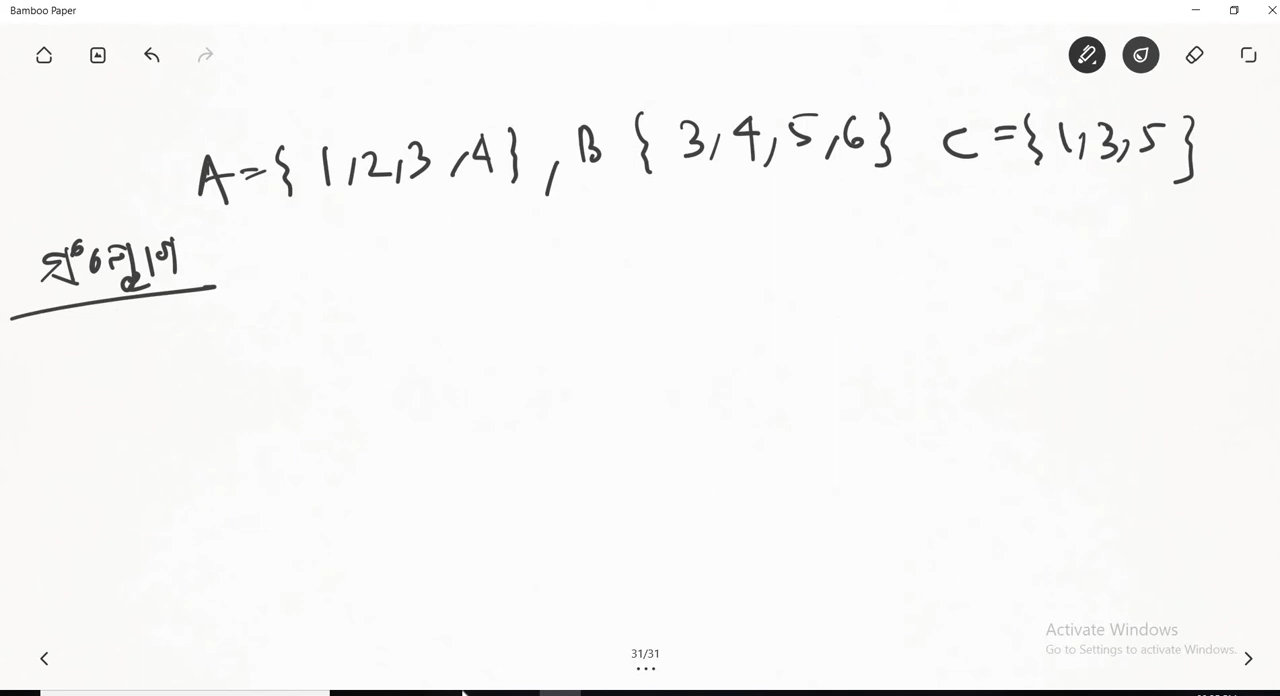 Bamboo Paper
A={1,2,3,4}, B {3,4,5,6} C={1,3,5}
31/31
Activate Windows
Go to Settings to activate Windows.